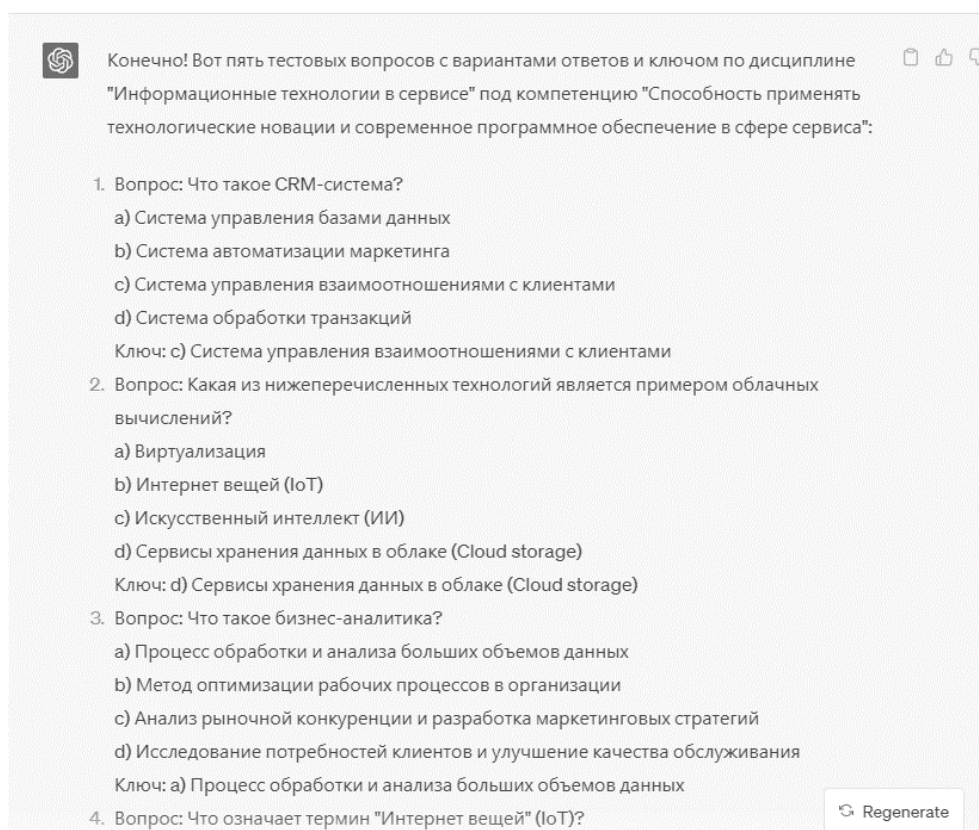 Конечно! Вот пять тестовых вопросов с вариантами ответов и ключом по дисциплине
"Информационные технологии в сервисе" под компетенцию "Способность применять
технологические новации и современное программное обеспечение в сфере сервиса":
1. Вопрос: Что такое CRM-система?
a) Система управления базами данных
b) Система автоматизации маркетинга
c) Система управления взаимоотношениями с клиентами
d) Система обработки транзакций
Ключ: c) Система управления взаимоотношениями с клиентами
2. Вопрос: Какая из нижеперечисленных технологий является примером облачных
вычислений?
a) Виртуализация
b) Интернет вещей (IoT)
c) Искусственный интеллект (ИИ)
d) Сервисы хранения данных в облаке (Cloud storage)
Ключ: d) Сервисы хранения данных в облаке (Cloud storage)
3. Вопрос: Что такое бизнес-аналитика?
a) Процесс обработки и анализа больших объемов данных
b) Метод оптимизации рабочих процессов в организации
c) Анализ рыночной конкуренции и разработка маркетинговых стратегий
d) Исследование потребностей клиентов и улучшение качества обслуживания
Ключ: a) Процесс обработки и анализа больших объемов данных
4. Вопрос: Что означает термин "Интернет вещей" (IoT)?
Regenerate